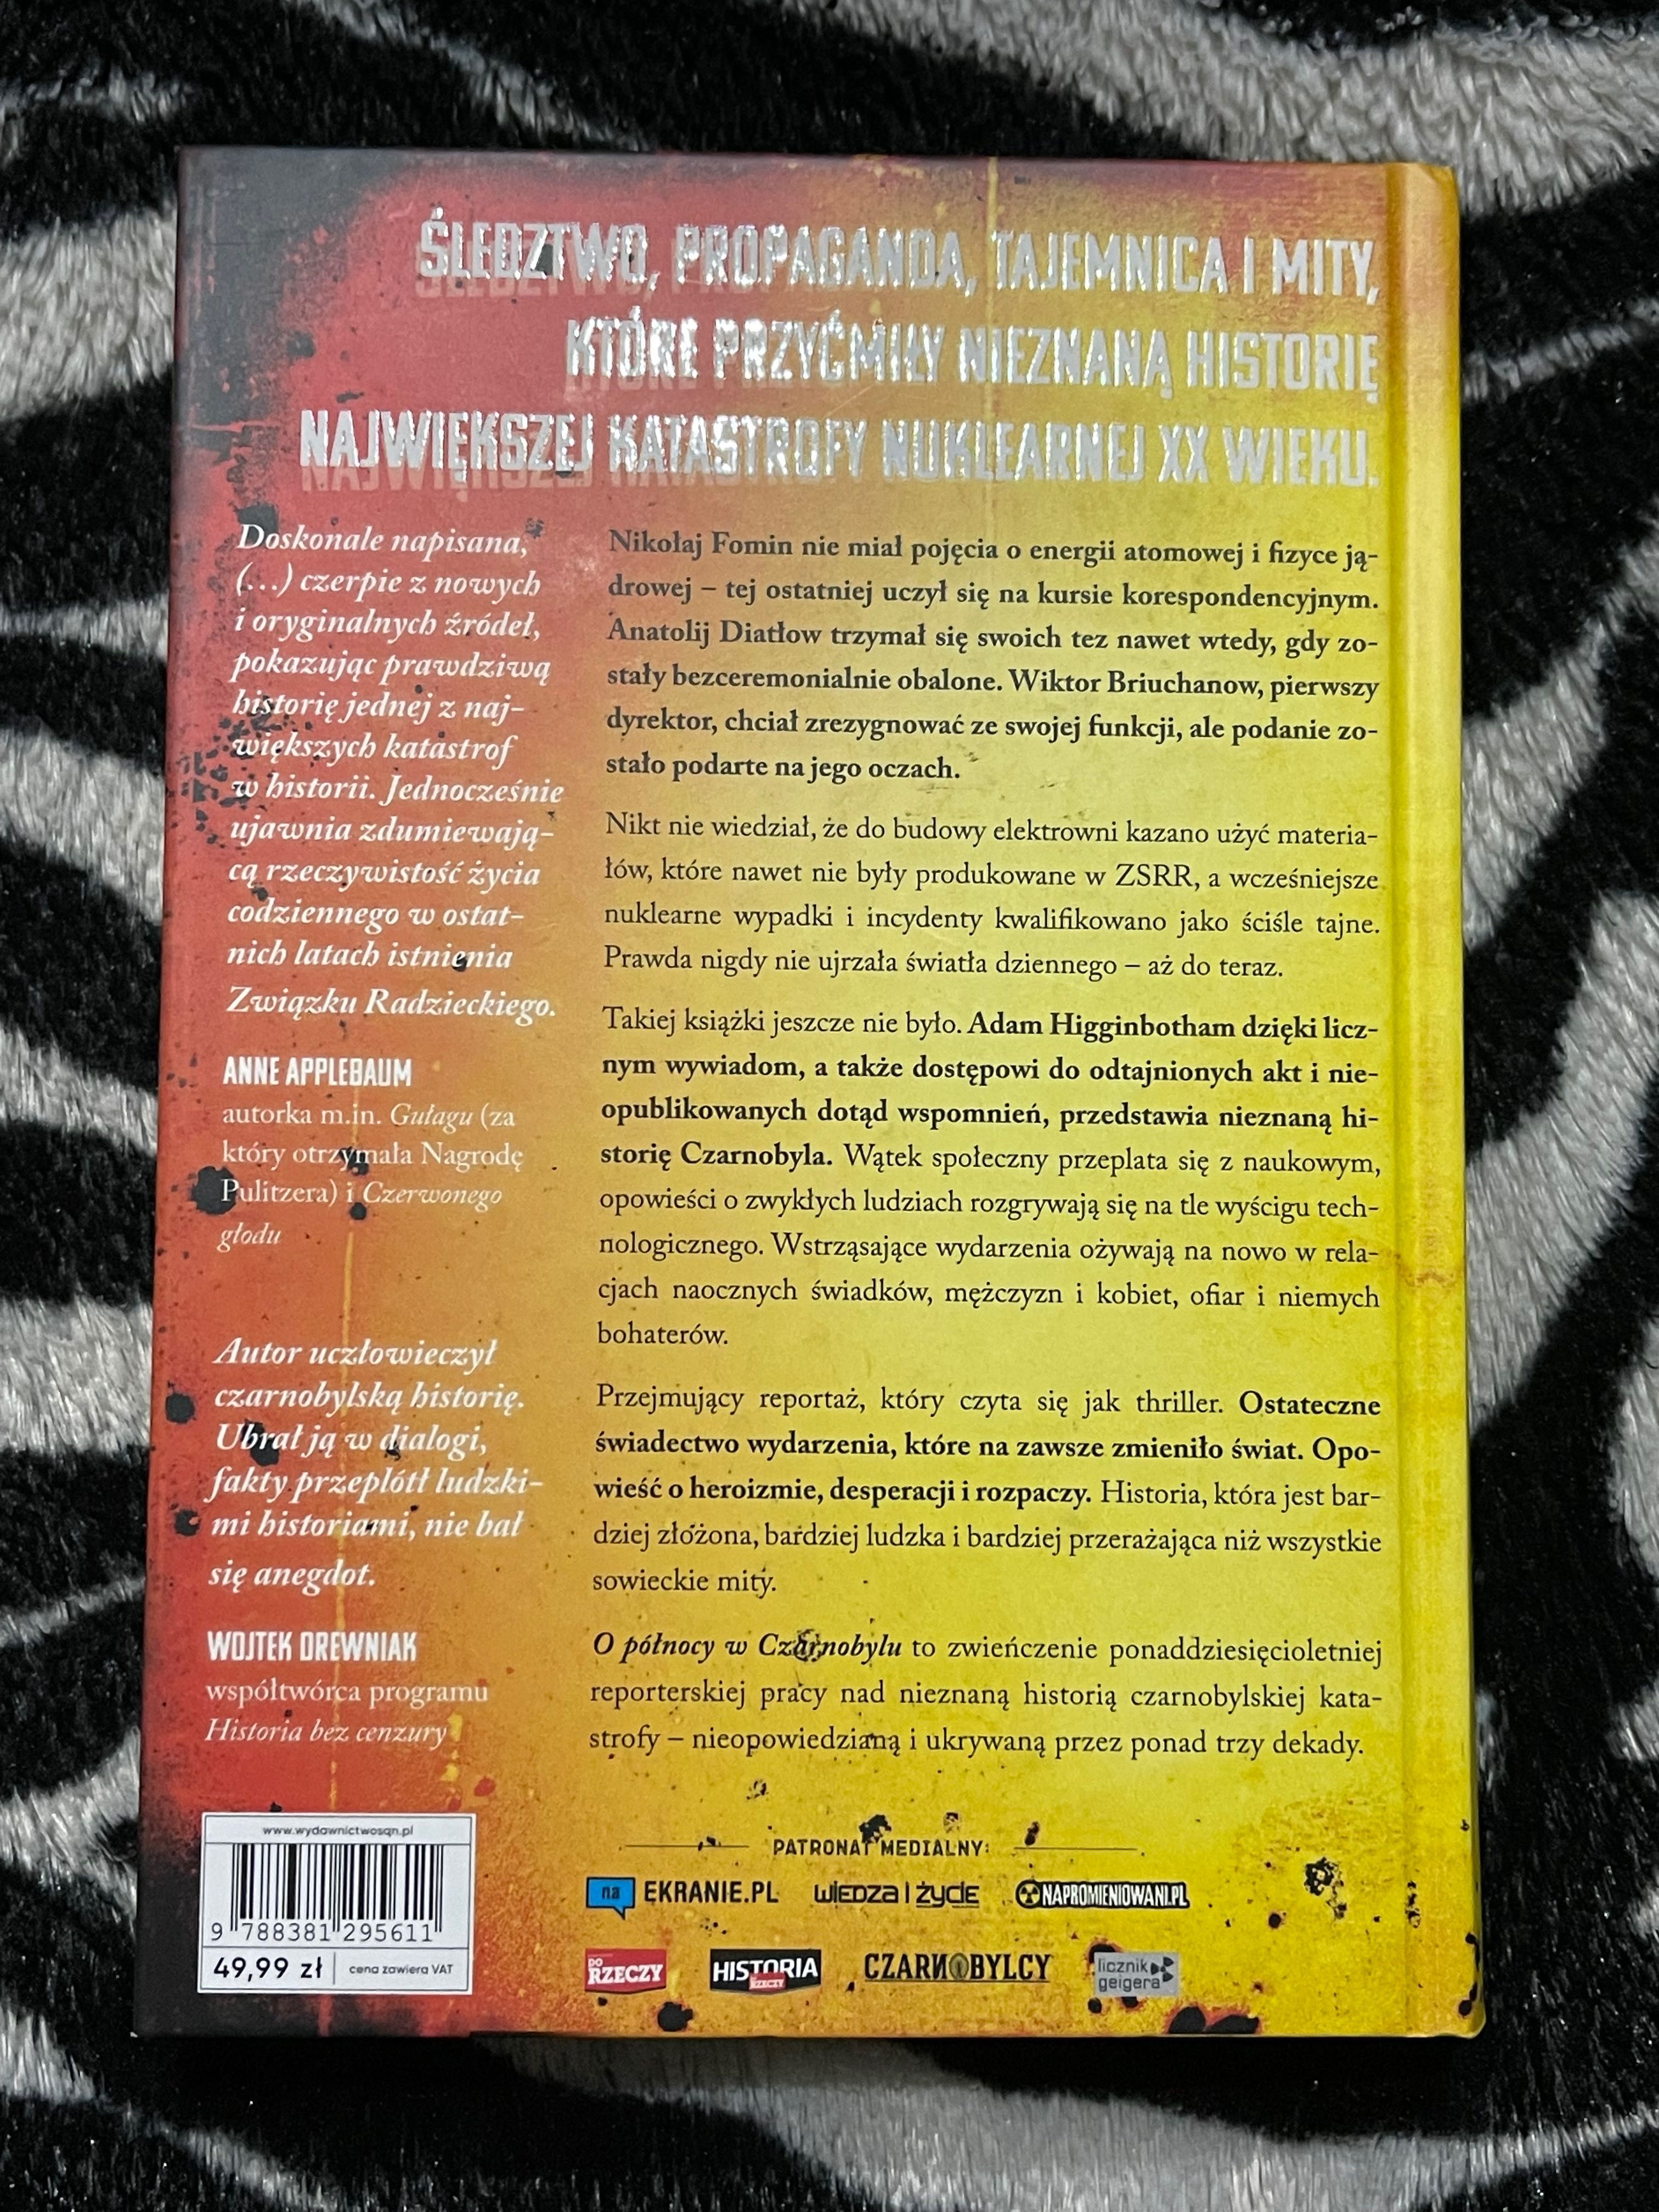 ŚLEDZTWO, PROPAGANDA, TAJEMNICA I MITY,
KTÓRE PRZYĆMIŁY NIEZNANĄ HISTORIĘ
NAJWIĘKSZEJ KATASTROFY NUKLEARNEJ XX WIEKU.
Doskonale napisana,
(...) czerpie z nowych
i oryginalnych źródeł,
pokazując prawdziwą
historię jednej z naj-
większych katastrof
w historii. Jednocześnie
ujawnia zdumiewają-
cą rzeczywistość życia
codziennego w ostat-
nich latach istnienia
Związku Radzieckiego.
ANNE APPLEBAUM
autorka m.in. Gułagu (za
który otrzymała Nagrodę
Pulitzera) i Czerwonego
głodu
Autor uczłowieczył
czarnobylską historię.
Ubrał ją w dialogi,
fakty przeplótł ludzki-
mi historiami, nie bał
się anegdot.
WOJTEK DREWNIAK
współtwórca programu
Historia bez cenzury
Nikołaj Fomin nie miał pojęcia o energii atomowej i fizyce ją-
drowej – tej ostatniej uczył się na kursie korespondencyjnym.
Anatolij Diatłow trzymał się swoich tez nawet wtedy, gdy zo-
stały bezceremonialnie obalone. Wiktor Briuchanow, pierwszy
dyrektor, chciał zrezygnować ze swojej funkcji, ale podanie zo-
stało podarte na jego oczach.
Nikt nie wiedział, że do budowy elektrowni kazano użyć materia-
łów, które nawet nie były produkowane w ZSRR, a wcześniejsze
nuklearne wypadki i incydenty kwalifikowano jako ściśle tajne.
Prawda nigdy nie ujrzała światła dziennego – aż do teraz.
Takiej książki jeszcze nie było. Adam Higginbotham dzięki licz-
nym wywiadom, a także dostępowi do odtajnionych akt i nie-
opublikowanych dotąd wspomnień, przedstawia nieznaną hi-
storię Czarnobyla. Wątek społeczny przeplata się z naukowym,
opowieści o zwykłych ludziach rozgrywają się na tle wyścigu tech-
nologicznego. Wstrząsające wydarzenia ożywają na nowo w rela-
cjach naocznych świadków, mężczyzn i kobiet, ofiar i niemych
bohaterów.
Przejmujący reportaż, który czyta się jak thriller. Ostateczne
świadectwo wydarzenia, które na zawsze zmieniło świat. Opo-
wieść o heroizmie, desperacji i rozpaczy. Historia, która jest bar-
dziej złożona, bardziej ludzka i bardziej przerażająca niż wszystkie
sowieckie mity.
O północy w Czarnobylu to zwieńczenie ponaddziesięcioletniej
reporterskiej pracy nad nieznaną historią czarnobylskiej kata-
strofy – nieopowiedzianą i ukrywaną przez ponad trzy dekady.
www.wydawnictwosqn.pl
9 788381 295611
49,99 zł cena zawiera VAT
PATRONAT MEDIALNY:
na EKRANIE.PL wiedza i życie NAPROMIENIOWANI.PL
DO RZECZY HISTORIA DO RZECZY CZARNOBYLCY licznik geigera